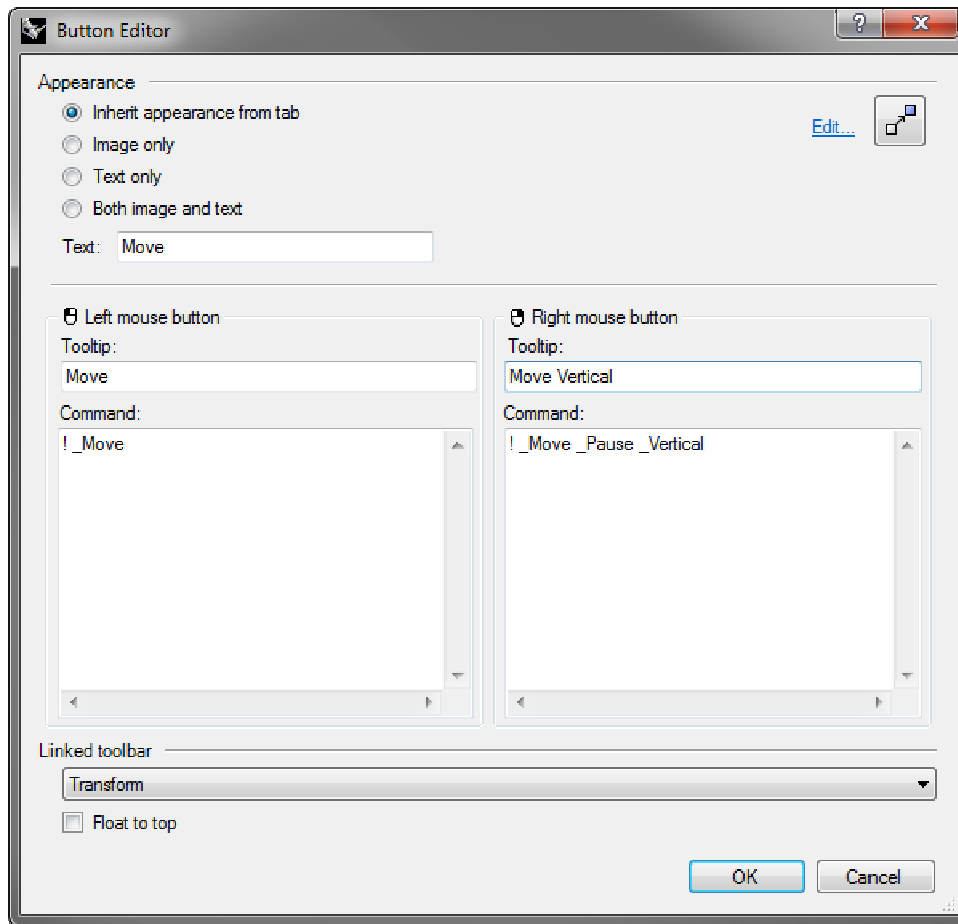 Button Editor
?
Appearance
Inherit appearance from tab
Edit...
Image only
Text only
Both image and text
Text: Move
Left mouse button
Tooltip:
Move
Command:
! _Move
Right mouse button
Tooltip:
Move Vertical
Command:
! _Move _Pause _Vertical
Linked toolbar
Transform
Float to top
OK Cancel